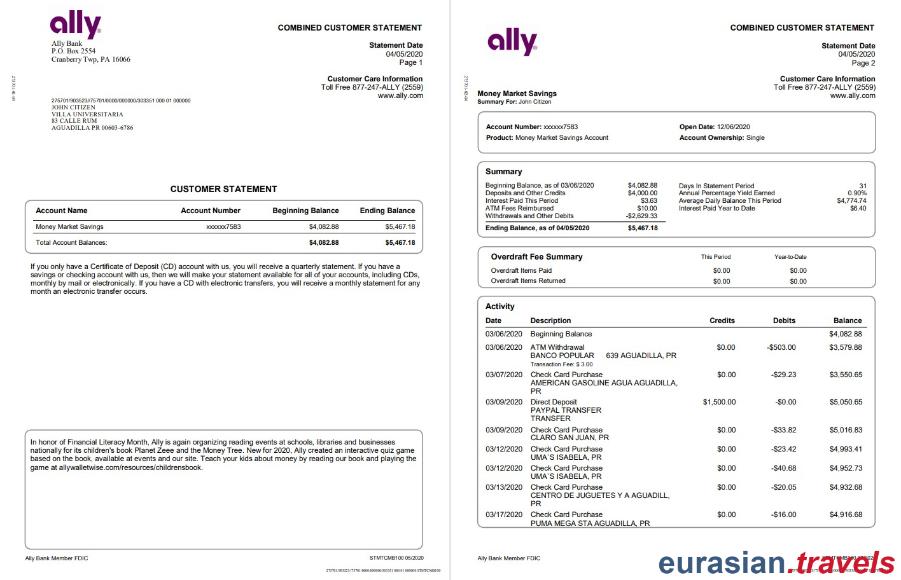 ally
COMBINED CUSTOMER STATEMENT
Ally Bank
P.O. Box 2554
Cranberry Twp, PA 16066
Statement Date
04/05/2020
Page 1
Customer Care Information
Toll Free 877-247-ALLY (2559)
www.ally.com
JOHN CITIZEN
VILLA UNIVERSITARIA
83 CALLE RUM
AGUADILLA PR 00603-6786
CUSTOMER STATEMENT
Account Name Account Number Beginning Balance Ending Balance
Money Market Savings xxxxxx7583 $4,082.88 $5,467.18
Total Account Balances: $4,082.88 $5,467.18
If you only have a Certificate of Deposit (CD) account with us, you will receive a quarterly statement. If you have a
savings or checking account with us, then we will make your statement available for all of your accounts, including CDs,
monthly by mail or electronically. If you have a CD with electronic transfers, you will receive a monthly statement for any
month an electronic transfer occurs.
In honor of Financial Literacy Month, Ally is again organizing reading events at schools, libraries and businesses
nationally for its children's book Planet Zeee and the Money Tree. New for 2020, Ally created an interactive quiz game
based on the book, available at events and our site. Teach your kids about money by reading our book and playing the
game at allywalletwise.com/resources/childrensbook.
Ally Bank Member FDIC
STMTCMB100 05/2020
ally
COMBINED CUSTOMER STATEMENT
Statement Date
04/05/2020
Page 2
Customer Care Information
Toll Free 877-247-ALLY (2559)
www.ally.com
Money Market Savings
Summary For: John Citizen
Account Number: xxxxxx7583 Open Date: 12/06/2020
Product: Money Market Savings Account Account Ownership: Single
Summary
Beginning Balance, as of 03/06/2020 $4,082.88 Days In Statement Period 31
Deposits and Other Credits $4,000.00 Annual Percentage Yield Earned 0.90%
Interest Paid This Period $3.63 Average Daily Balance This Period $4,774.74
ATM Fees Reimbursed $10.00 Interest Paid Year to Date $6.40
Withdrawals and Other Debits -$2,629.33
Ending Balance, as of 04/05/2020 $5,467.18
Overdraft Fee Summary This Period Year-to-Date
Overdraft Items Paid $0.00 $0.00
Overdraft Items Returned $0.00 $0.00
Activity
Date Description Credits Debits Balance
03/06/2020 Beginning Balance $4,082.88
03/06/2020 ATM Withdrawal $0.00 -$503.00 $3,579.88
BANCO POPULAR 639 AGUADILLA, PR
Transaction Fee: $ 3.00
03/07/2020 Check Card Purchase $0.00 -$29.23 $3,550.65
AMERICAN GASOLINE AGUA AGUADILLA,
PR
03/09/2020 Direct Deposit $1,500.00 -$0.00 $5,050.65
PAYPAL TRANSFER
TRANSFER
03/09/2020 Check Card Purchase $0.00 -$33.82 $5,016.83
CLARO SAN JUAN, PR
03/12/2020 Check Card Purchase $0.00 -$23.42 $4,993.41
UMA`S ISABELA, PR
03/12/2020 Check Card Purchase $0.00 -$40.68 $4,952.73
UMA`S ISABELA, PR
03/13/2020 Check Card Purchase $0.00 -$20.05 $4,932.68
CENTRO DE JUGUETES Y A AGUADILL,
PR
03/17/2020 Check Card Purchase $0.00 -$16.00 $4,916.68
PUMA MEGA STA AGUADILLA, PR
Ally Bank Member FDIC
eurasian.travels